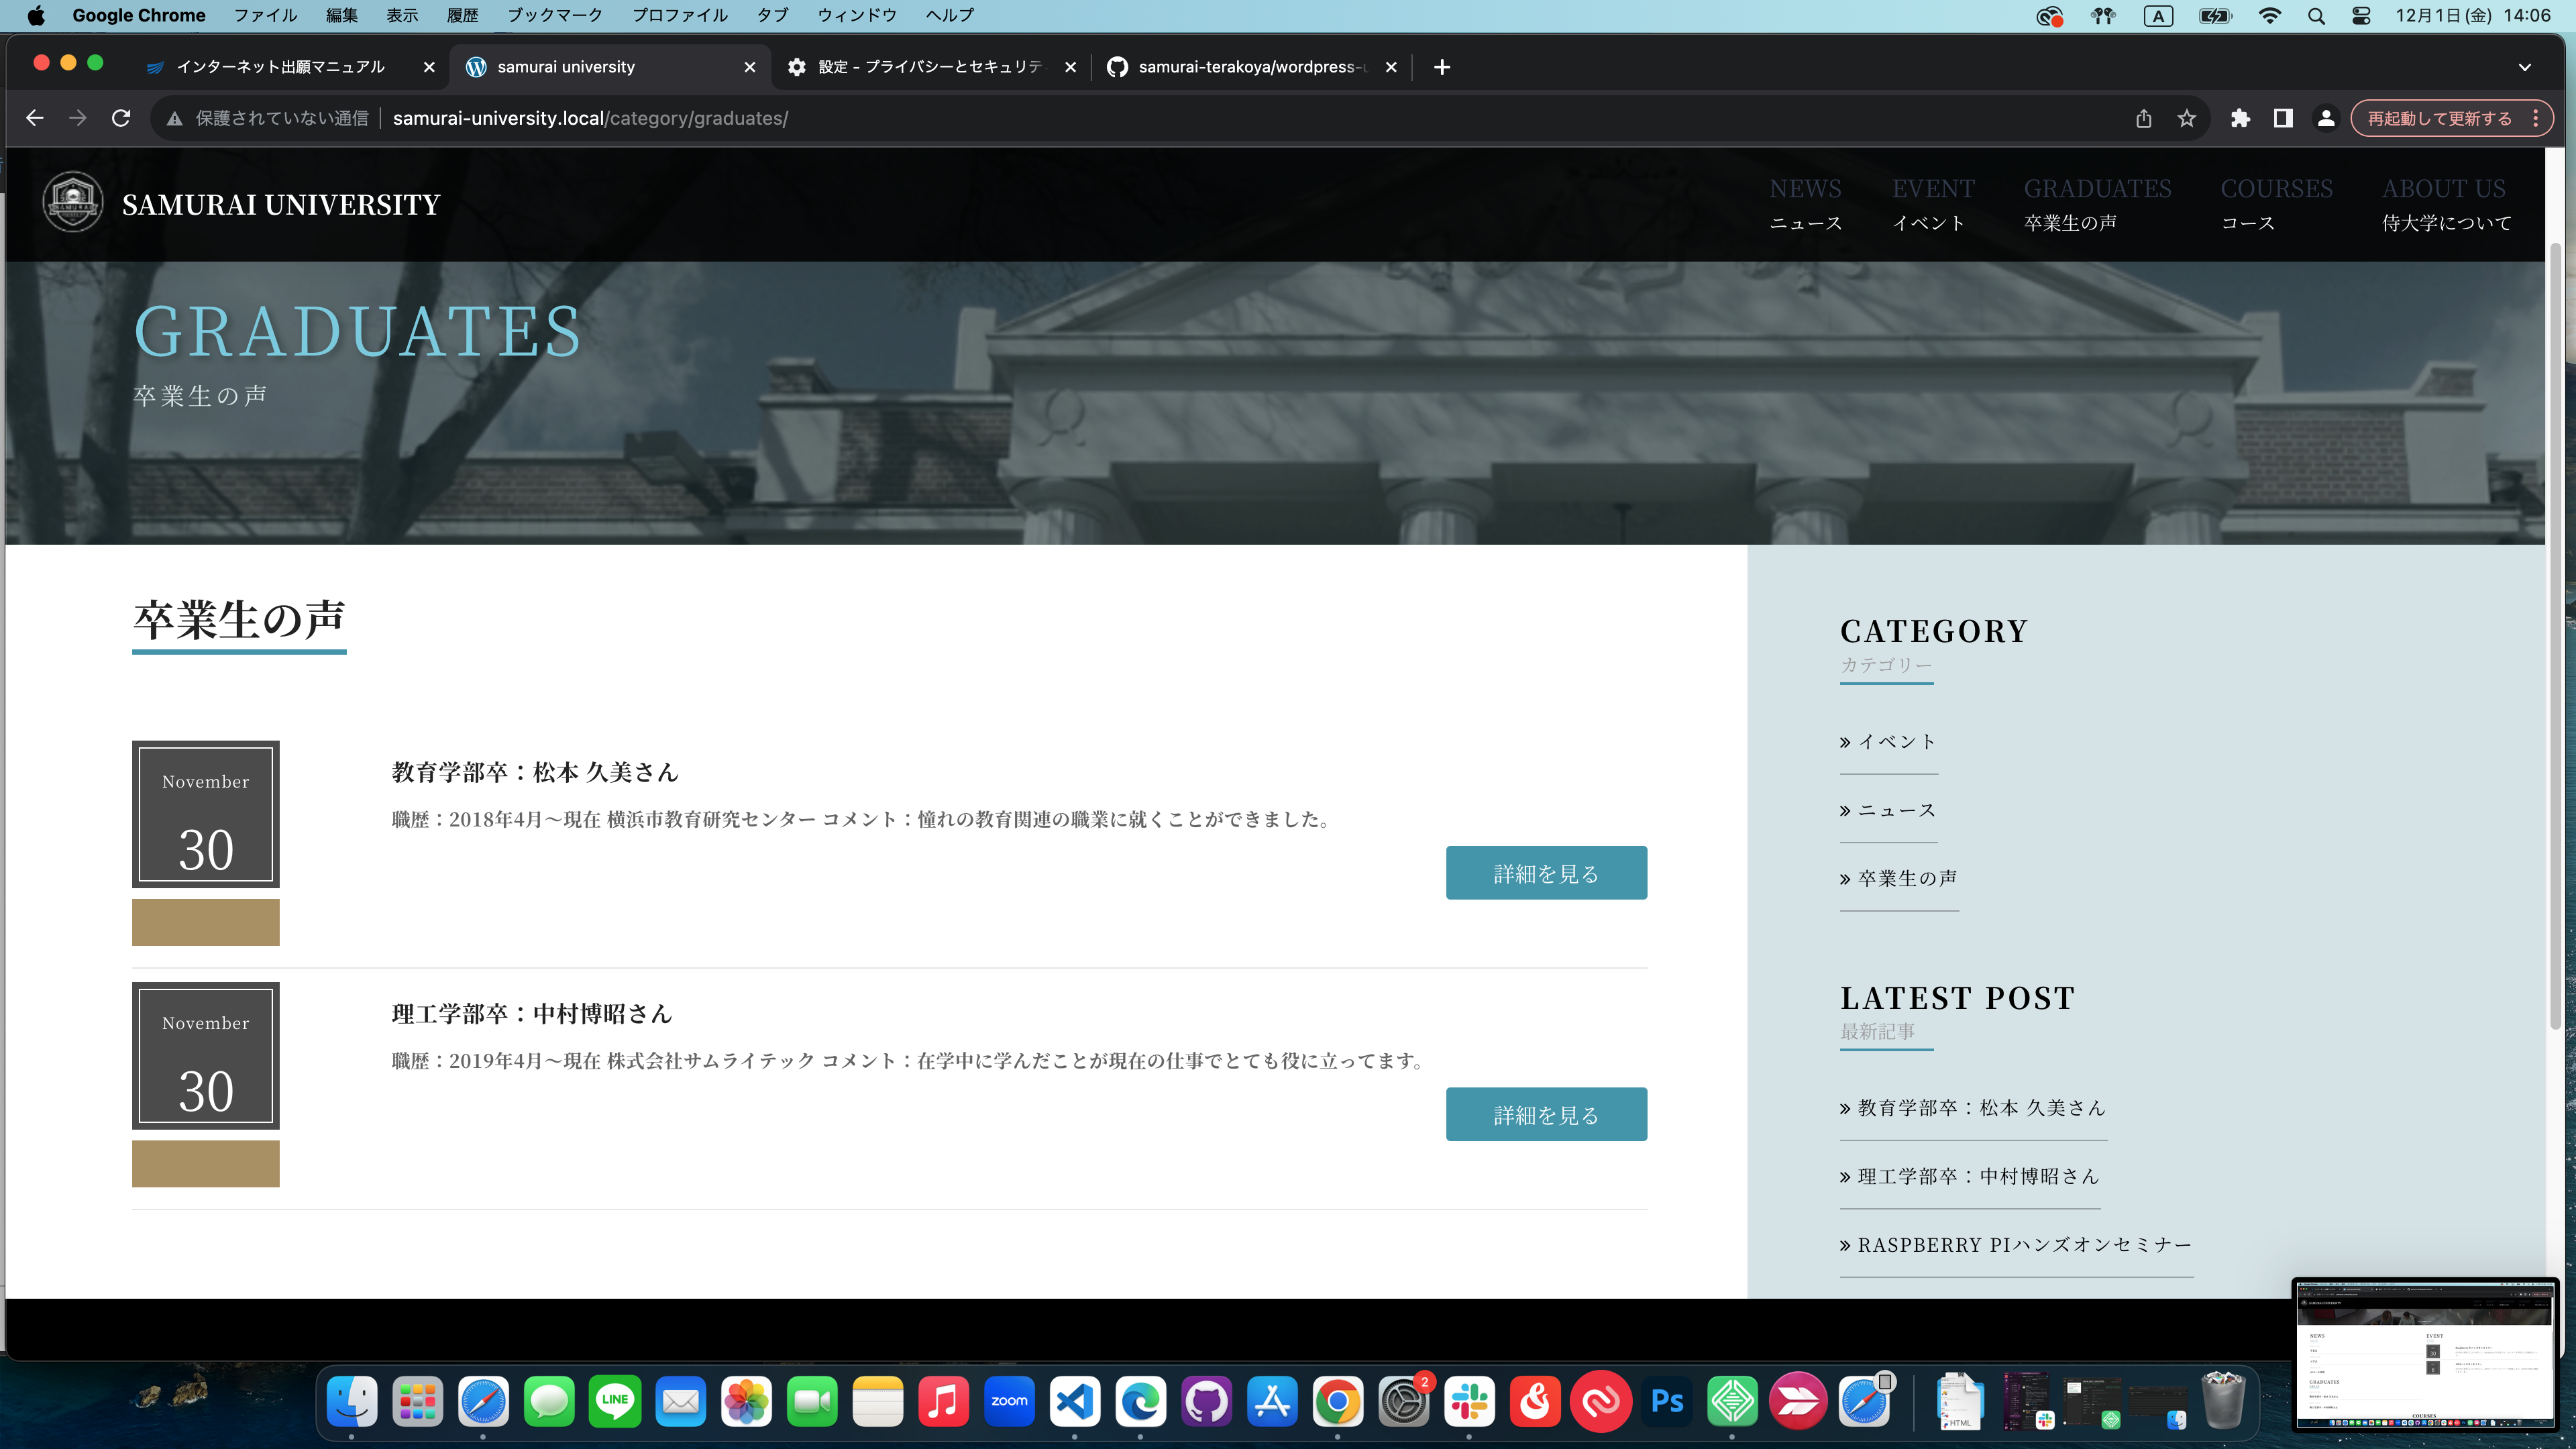 Google Chrome ファイル 編集 表示 履歴 ブックマーク プロファイル タブ ウィンドウ ヘルプ A 12月1日(金) 14:06
インターネット出願マニュアル samurai university 設定 - プライバシーとセキュリテ samurai-terakoya/wordpress-
保護されていない通信 samurai-university.local/category/graduates/ 再起動して更新する
SAMURAI UNIVERSITY
NEWS EVENT GRADUATES COURSES ABOUT US
ニュース イベント 卒業生の声 コース 侍大学について
GRADUATES
卒業生の声
卒業生の声
November
30
教育学部卒：松本 久美さん
職歴：2018年4月〜現在 横浜市教育研究センター コメント：憧れの教育関連の職業に就くことができました。
詳細を見る
November
30
理工学部卒：中村博昭さん
職歴：2019年4月〜現在 株式会社サムライテック コメント：在学中に学んだことが現在の仕事でとても役に立ってます。
詳細を見る
CATEGORY
カテゴリー
» イベント
» ニュース
» 卒業生の声
LATEST POST
最新記事
» 教育学部卒：松本 久美さん
» 理工学部卒：中村博昭さん
» RASPBERRY PIハンズオンセミナー
LINE zoom 2 Ps HTML
NEWS EVENT
GRADUATES
COURSES